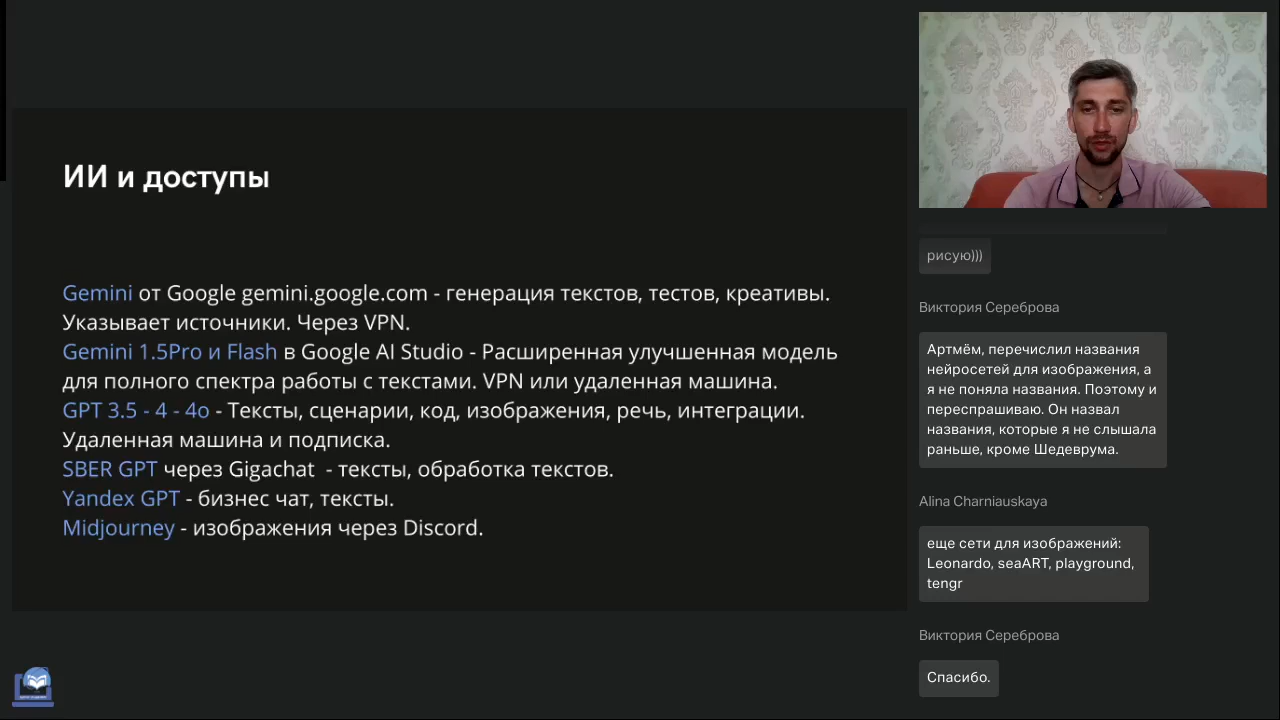 ИИ и доступы
Gemini от Google gemini.google.com - генерация текстов, тестов, креативы.
Указывает источники. Через VPN.
Gemini 1.5Pro и Flash в Google AI Studio - Расширенная улучшенная модель
для полного спектра работы с текстами. VPN или удаленная машина.
GPT 3.5 - 4 - 4o - Тексты, сценарии, код, изображения, речь, интеграции.
Удаленная машина и подписка.
SBER GPT через Gigachat - тексты, обработка текстов.
Yandex GPT - бизнес чат, тексты.
Midjourney - изображения через Discord.
рисую)))
Виктория Сереброва
Артмём, перечислил названия
нейросетей для изображения, а
я не поняла названия. Поэтому и
переспрашиваю. Он назвал
названия, которые я не слышала
раньше, кроме Шедеврума.
Alina Charniauskaya
еще сети для изображений:
Leonardo, seaART, playground,
tengr
Виктория Сереброва
Спасибо.